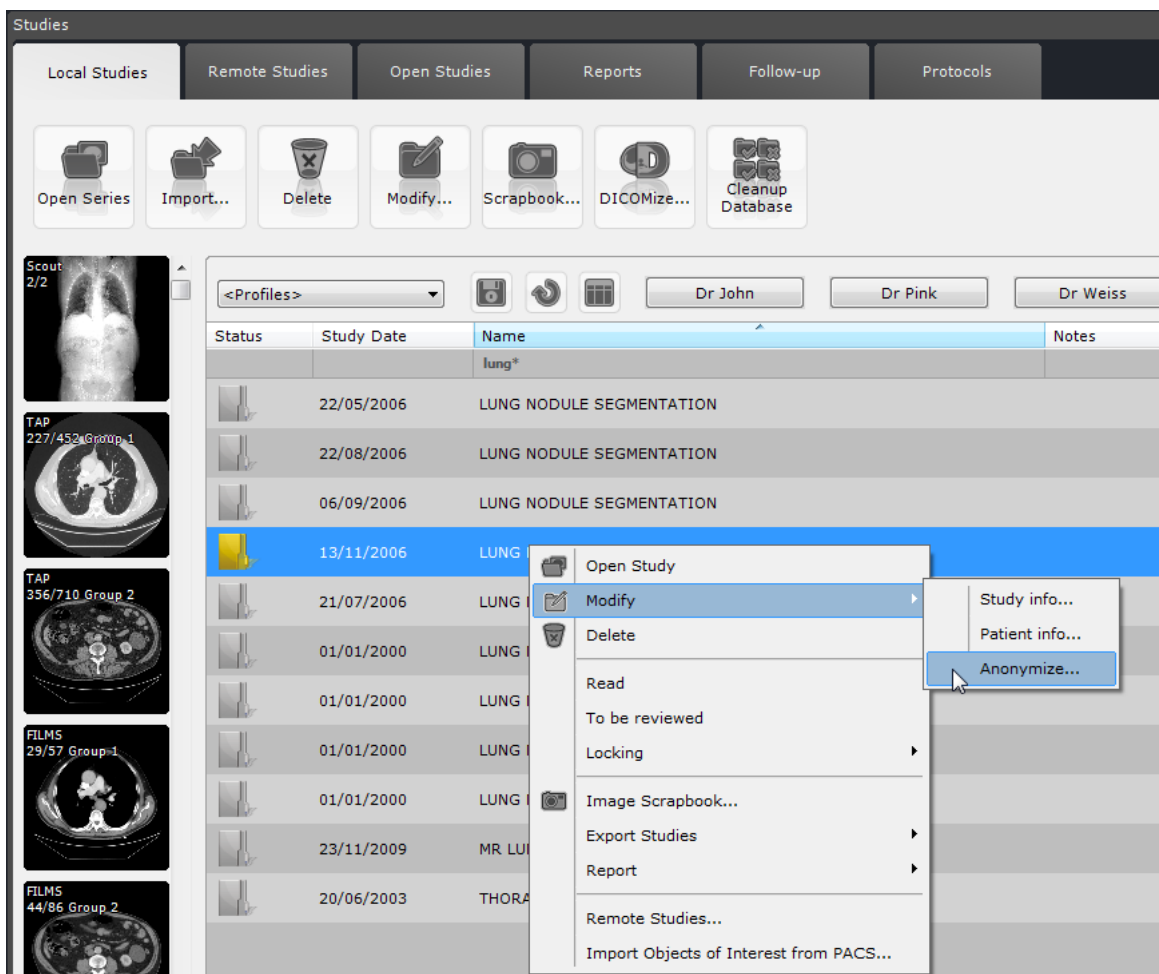 Studies
Local Studies
Remote Studies
Open Studies
Reports
Follow-up
Protocols
Open Series
Import...
Delete
Modify...
Scrapbook...
DICOMize...
Cleanup
Database
Scout
2/2
TAP
227/452 Group 1
TAP
356/710 Group 2
FILMS
29/57 Group 1
FILMS
44/86 Group 2
<Profiles>
Dr John
Dr Pink
Dr Weiss
Status Study Date Name Notes
lung*
22/05/2006 LUNG NODULE SEGMENTATION
22/08/2006 LUNG NODULE SEGMENTATION
06/09/2006 LUNG NODULE SEGMENTATION
13/11/2006 LUNG
21/07/2006 LUNG
01/01/2000 LUNG
01/01/2000 LUNG
01/01/2000 LUNG
01/01/2000 LUNG
23/11/2009 MR
20/06/2003
Open Study
Modify
Delete
Read
To be reviewed
Locking
Image Scrapbook...
Export Studies
Report
Remote Studies...
Import Objects of Interest from PACS...
Study info...
Patient info...
Anonymize...